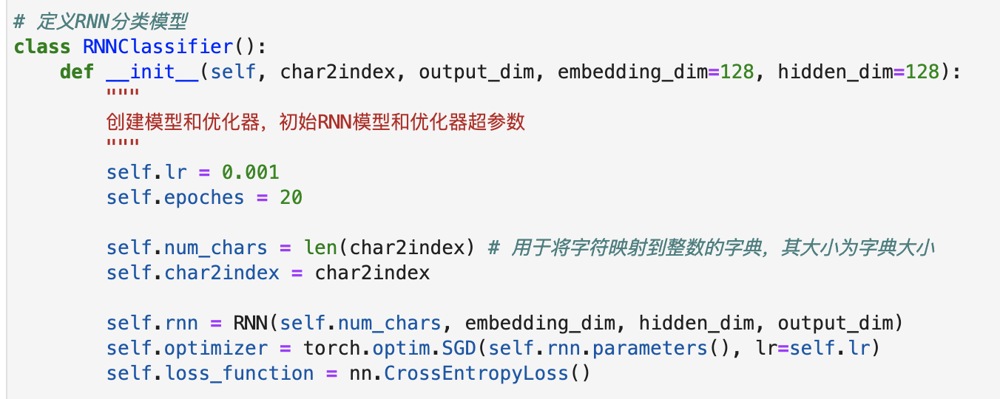 # 定义RNN分类模型
class RNNClassifier():
    def __init__(self, char2index, output_dim, embedding_dim=128, hidden_dim=128):
        """
        创建模型和优化器，初始RNN模型和优化器超参数
        """
        self.lr = 0.001
        self.epoches = 20
        self.num_chars = len(char2index) # 用于将字符映射到整数的字典，其大小为字典大小
        self.char2index = char2index
        self.rnn = RNN(self.num_chars, embedding_dim, hidden_dim, output_dim)
        self.optimizer = torch.optim.SGD(self.rnn.parameters(), lr=self.lr)
        self.loss_function = nn.CrossEntropyLoss()